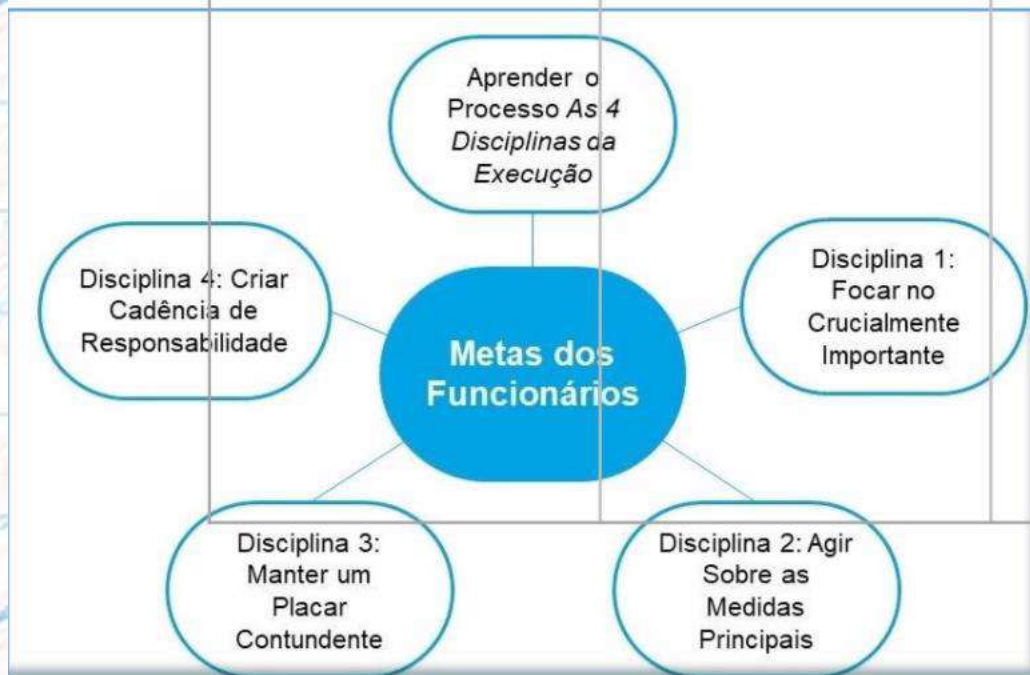 Aprender o
Processo As 4
Disciplinas da
Execução
Disciplina 4: Criar
Cadência de
Responsabilidade
Disciplina 1:
Focar no
Crucialmente
Importante
Metas dos
Funcionários
Disciplina 3:
Manter um
Placar
Contundente
Disciplina 2: Agir
Sobre as
Medidas
Principais